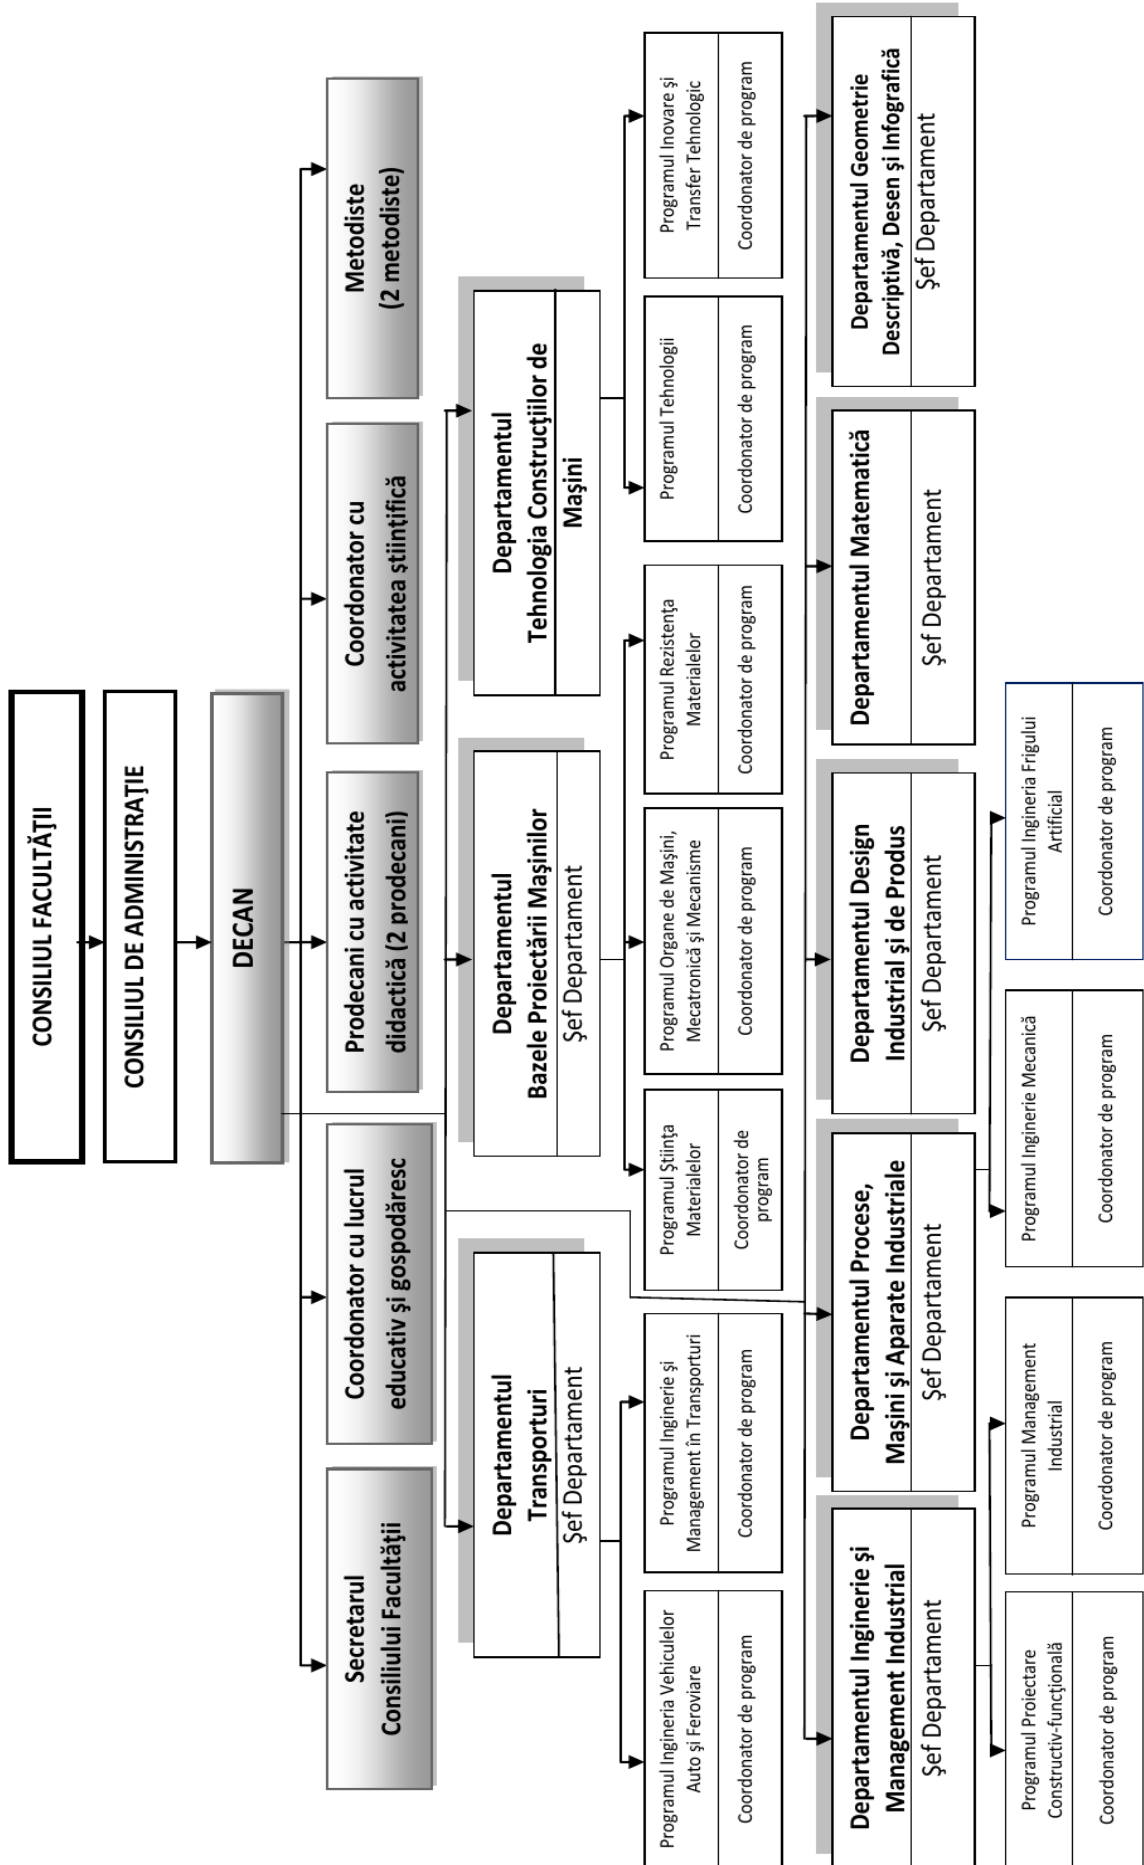 CONSILIUL FACULTĂŢII
CONSILIUL DE ADMINISTRAŢIE
DECAN
Secretarul
Consiliului Facultăţii
Coordonator cu lucrul
educativ şi gospodăresc
Prodecani cu activitate
didactică (2 prodecani)
Coordonator cu
activitatea ştiinţifică
Metodiste
(2 metodiste)
Departamentul
Transporturi
Şef Departament
Departamentul
Bazele Proiectării Maşinilor
Şef Departament
Departamentul
Tehnologia Construcţiilor de
Maşini
Programul Ingineria Vehiculelor
Auto şi Feroviare
Coordonator de program
Programul Inginerie şi
Management în Transporturi
Coordonator de program
Programul Ştiinţa
Materialelor
Coordonator de
program
Programul Organe de Maşini,
Mecatronică şi Mecanisme
Coordonator de program
Programul Rezistenţa
Materialelor
Coordonator de program
Programul Tehnologii
Coordonator de program
Programul Inovare şi
Transfer Tehnologic
Coordonator de program
Departamentul Inginerie şi
Management Industrial
Şef Departament
Departamentul Procese,
Maşini şi Aparate Industriale
Şef Departament
Departamentul Design
Industrial şi de Produs
Şef Departament
Departamentul Matematică
Şef Departament
Departamentul Geometrie
Descriptivă, Desen şi Infografică
Şef Departament
Programul Proiectare
Constructiv-funcţională
Coordonator de program
Programul Management
Industrial
Coordonator de program
Programul Inginerie Mecanică
Coordonator de program
Programul Ingineria Frigului
Artificial
Coordonator de program